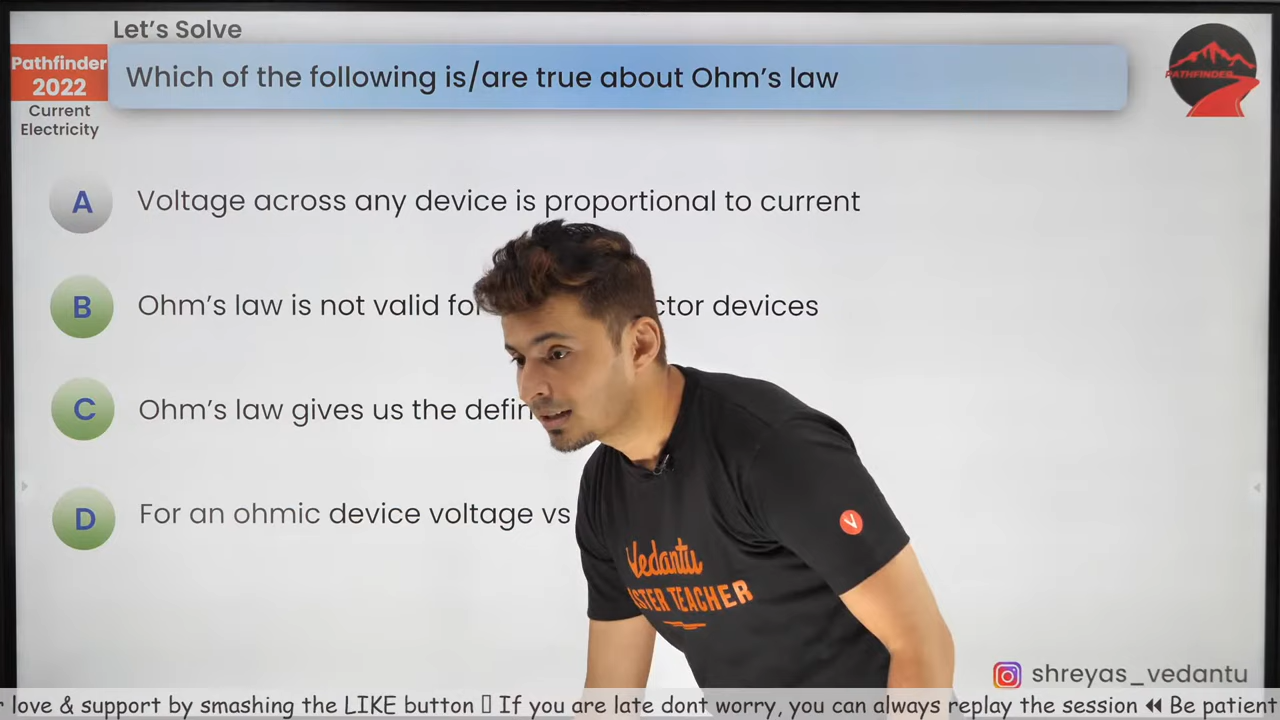 Let's Solve
Pathfinder
2022
Current
Electricity
Which of the following is/are true about Ohm's law
PATHFINDER
A Voltage across any device is proportional to current
B Ohm's law is not valid for devices
C Ohm's law gives us the
D For an ohmic device voltage vs
Vedantu
TEACHER
V
shreyas_vedantu
love & support by smashing the LIKE button If you are late dont worry, you can always replay the session Be patient